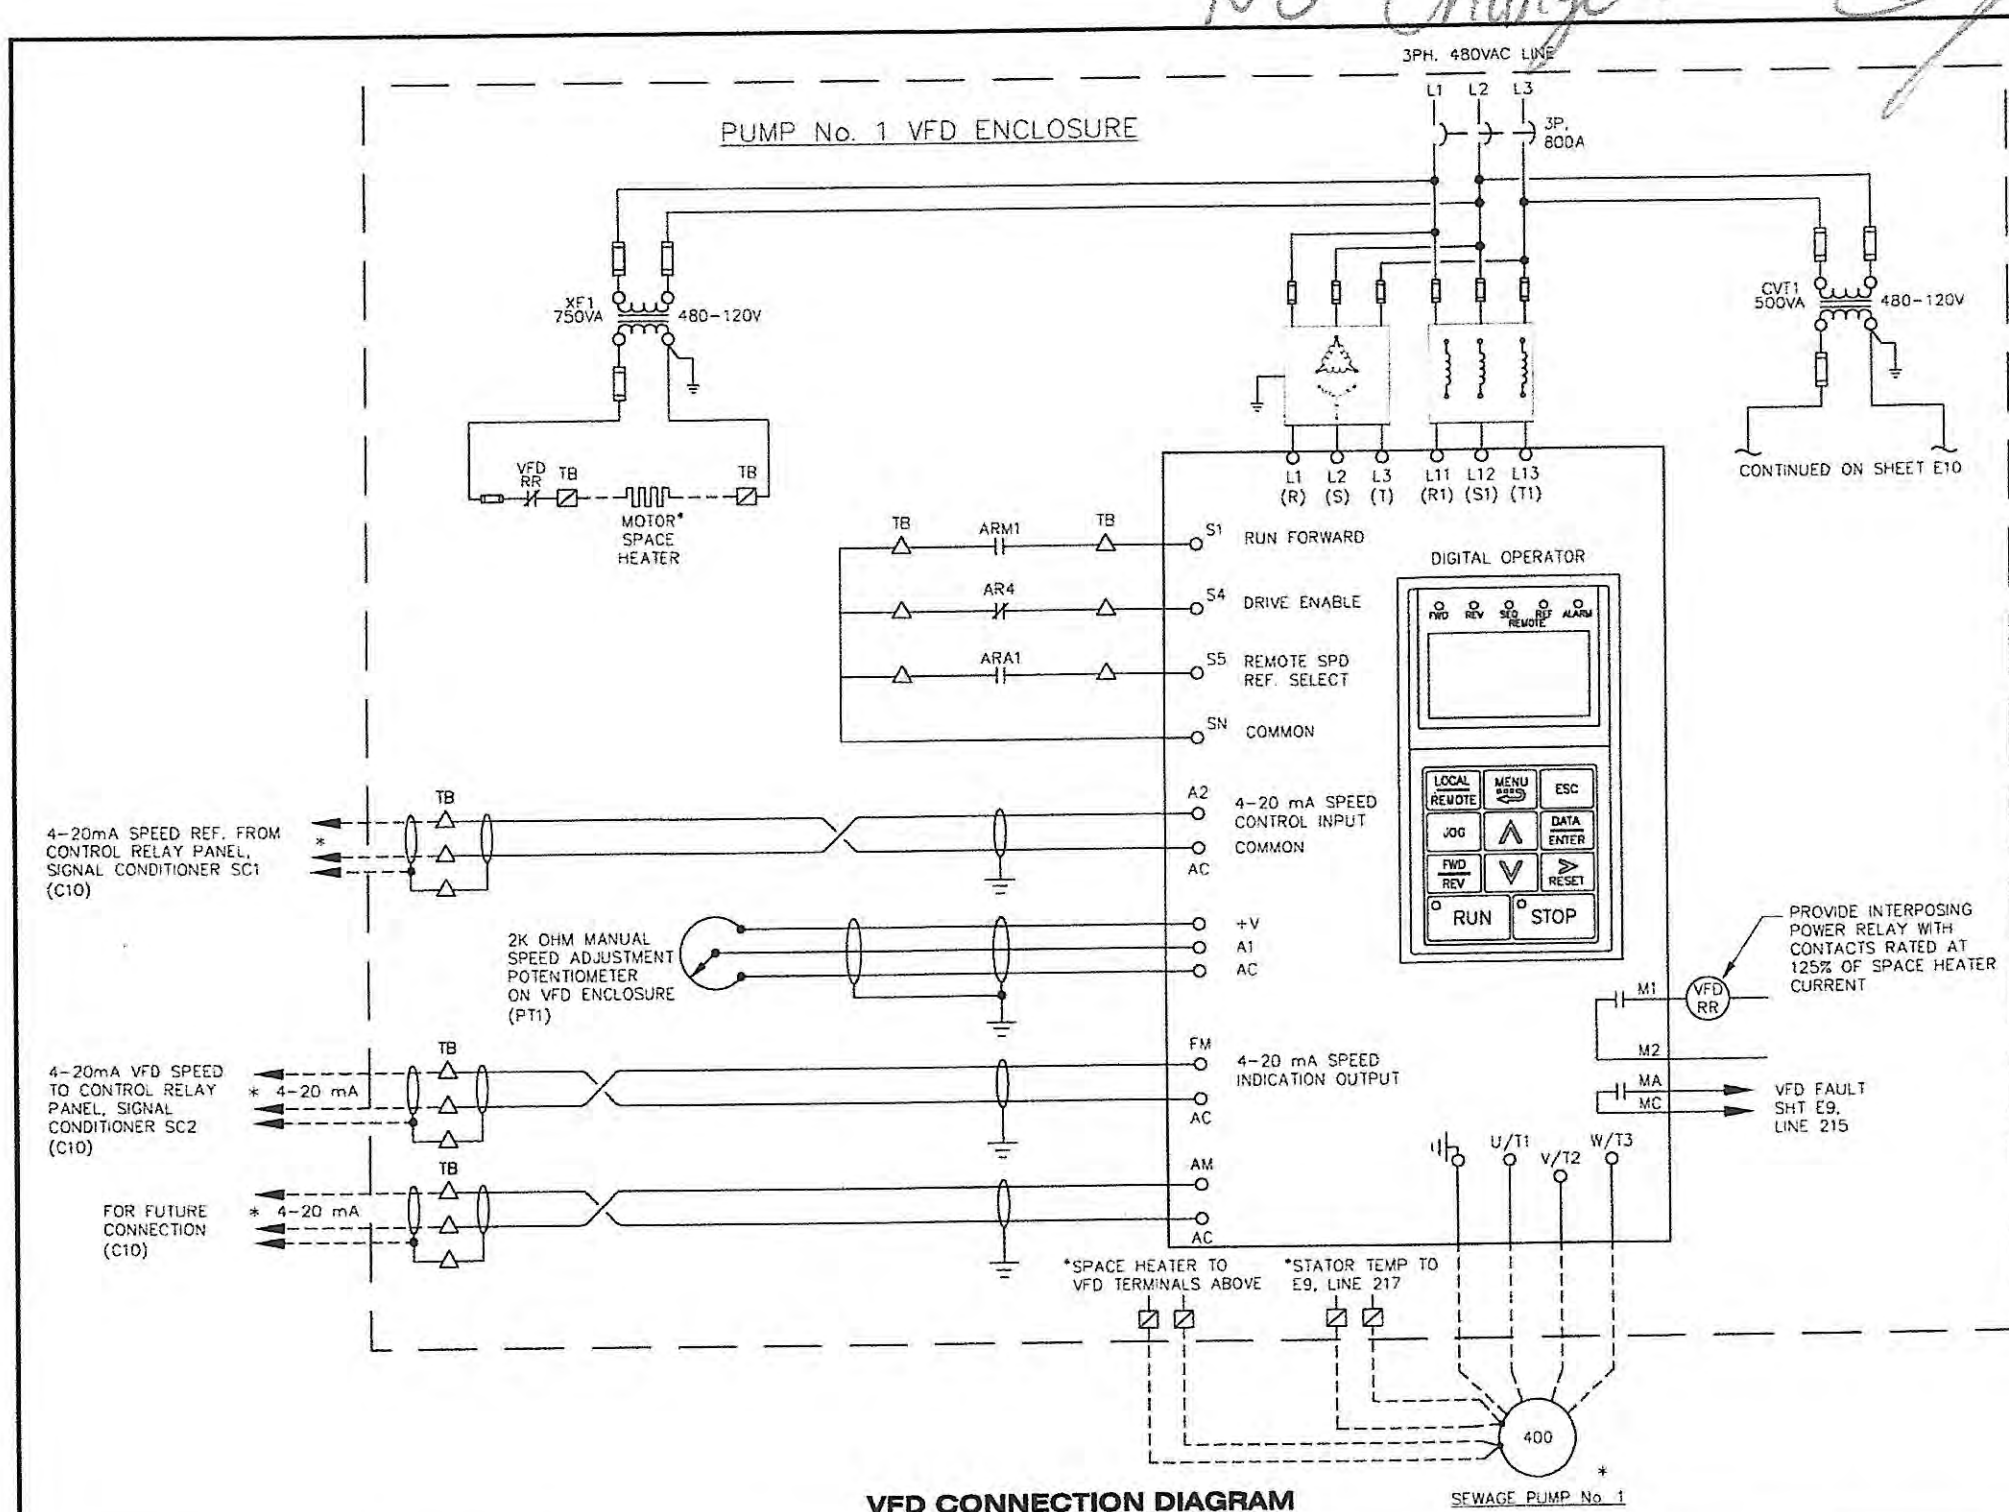 No Change
3PH. 480VAC LINE
L1 L2 L3
3P.
800A
PUMP No. 1 VFD ENCLOSURE
XF1
750VA
480-120V
CVT1
500VA
480-120V
CONTINUED ON SHEET E10
VFD
RR
TB
TB
MOTOR*
SPACE
HEATER
L1 L2 L3 L11 L12 L13
(R) (S) (T) (R1) (S1) (T1)
TB ARM1 TB
S1 RUN FORWARD
AR4
S4 DRIVE ENABLE
ARA1
S5 REMOTE SPD
REF. SELECT
SN COMMON
DIGITAL OPERATOR
FWD REV SEQ REF ALARM
REMOTE
LOCAL
REMOTE
MENU
ESC
JOG
DATA
ENTER
FWD
REV
RESET
RUN
STOP
TB
4-20mA SPEED REF. FROM
CONTROL RELAY PANEL,
SIGNAL CONDITIONER SC1
(C10)
*
A2
4-20 mA SPEED
CONTROL INPUT
COMMON
AC
2K OHM MANUAL
SPEED ADJUSTMENT
POTENTIOMETER
ON VFD ENCLOSURE
(PT1)
+V
A1
AC
PROVIDE INTERPOSING
POWER RELAY WITH
CONTACTS RATED AT
125% OF SPACE HEATER
CURRENT
M1
VFD
RR
M2
MA
MC
VFD FAULT
SHT E9,
LINE 215
TB
4-20mA VFD SPEED
TO CONTROL RELAY
PANEL, SIGNAL
CONDITIONER SC2
(C10)
* 4-20 mA
FM
4-20 mA SPEED
INDICATION OUTPUT
AC
TB
FOR FUTURE
CONNECTION
(C10)
* 4-20 mA
AM
AC
U/T1
V/T2
W/T3
*SPACE HEATER TO
VFD TERMINALS ABOVE
*STATOR TEMP TO
E9, LINE 217
400
*
SEWAGE PUMP No 1
VFD CONNECTION DIAGRAM